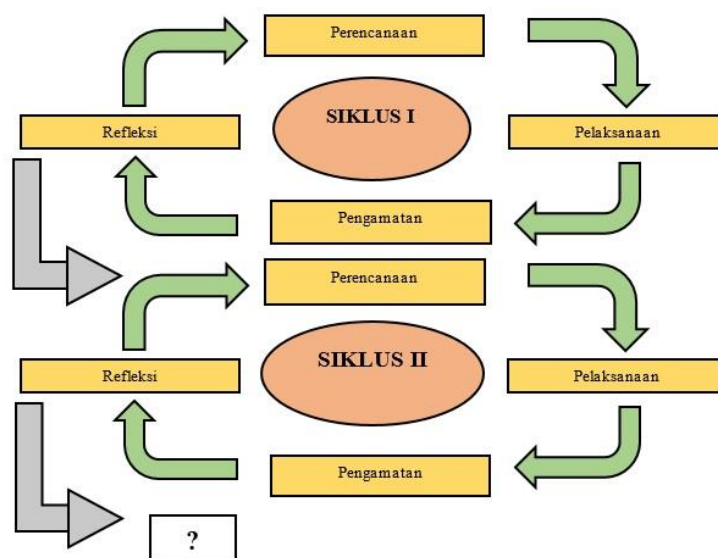 Perencanaan
SIKLUS I
Refleksi
Pelaksanaan
Pengamatan
Perencanaan
SIKLUS II
Refleksi
Pelaksanaan
Pengamatan
?